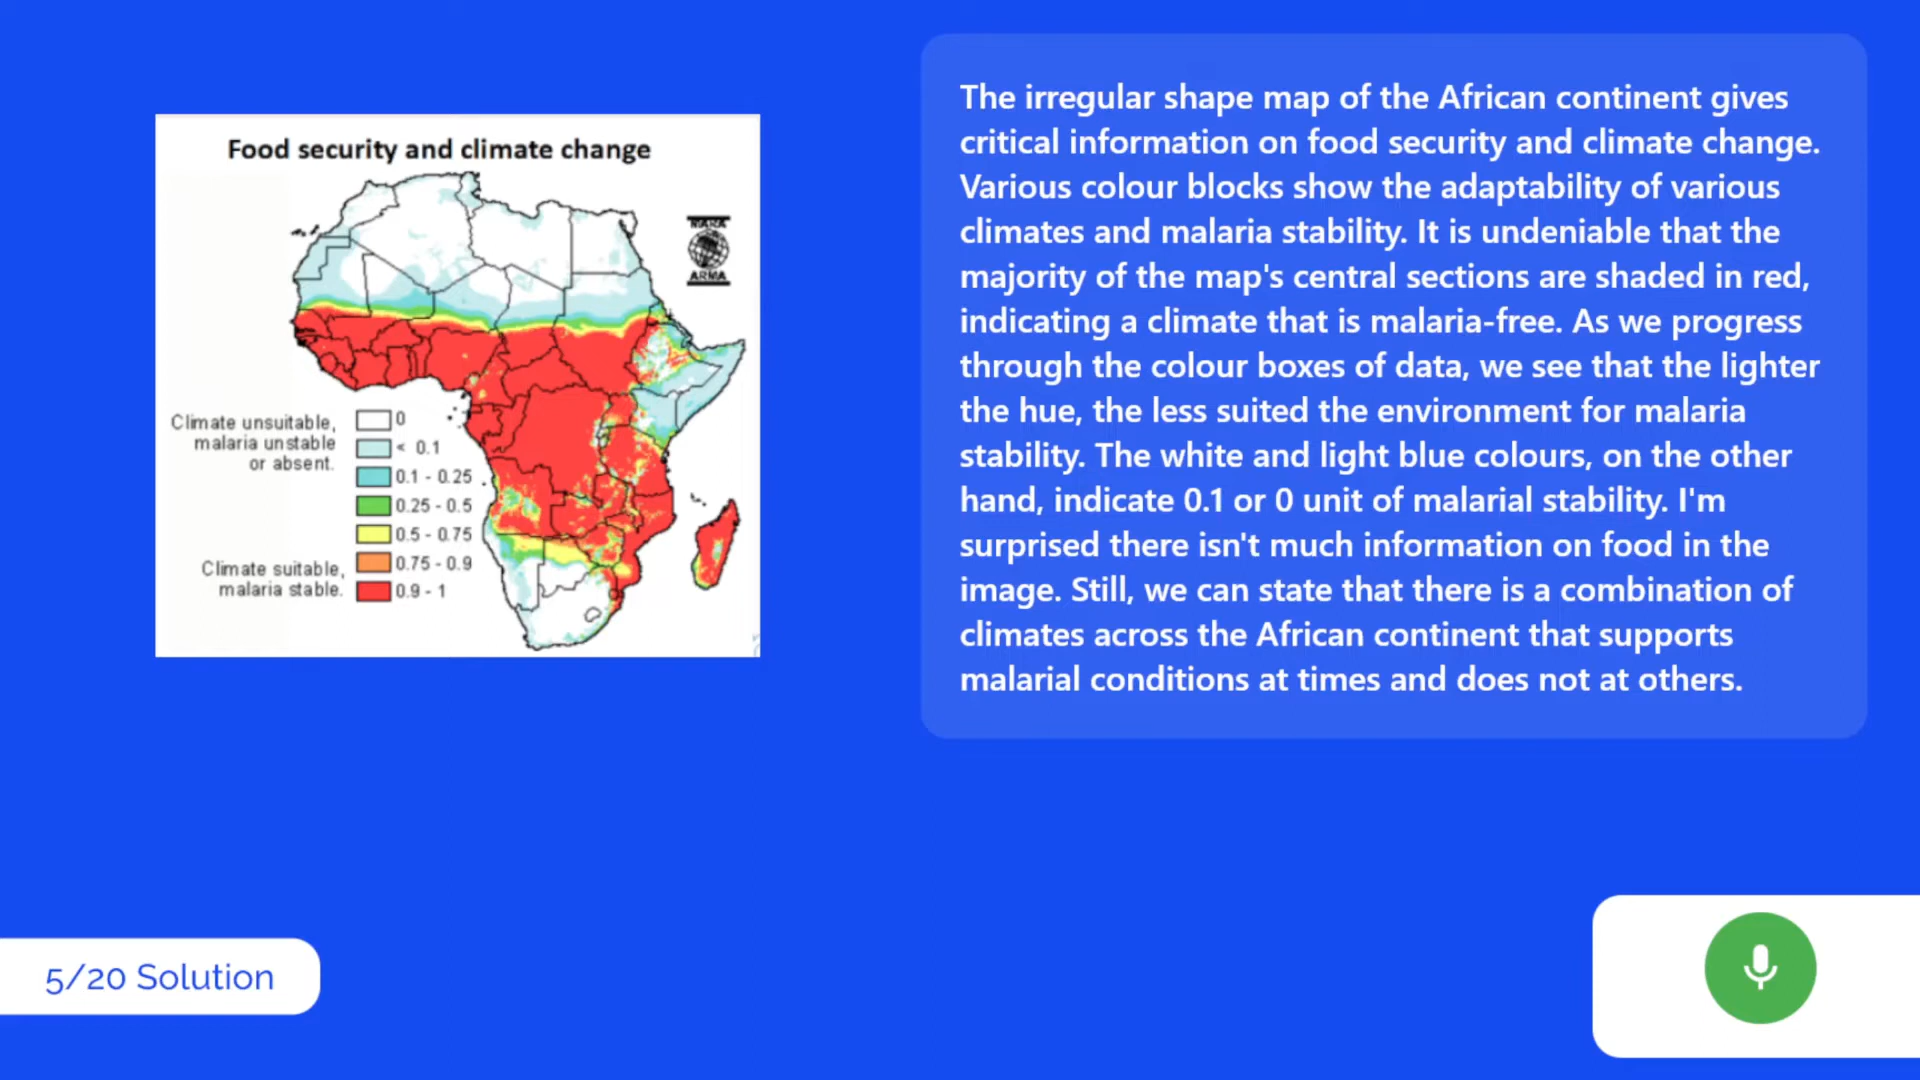 Food security and climate change
MARA
ARMA
Climate unsuitable,
malaria unstable
or absent.
0
< 0.1
0.1 - 0.25
0.25 - 0.5
0.5 - 0.75
0.75 - 0.9
0.9 - 1
Climate suitable,
malaria stable.
The irregular shape map of the African continent gives
critical information on food security and climate change.
Various colour blocks show the adaptability of various
climates and malaria stability. It is undeniable that the
majority of the map's central sections are shaded in red,
indicating a climate that is malaria-free. As we progress
through the colour boxes of data, we see that the lighter
the hue, the less suited the environment for malaria
stability. The white and light blue colours, on the other
hand, indicate 0.1 or 0 unit of malarial stability. I'm
surprised there isn't much information on food in the
image. Still, we can state that there is a combination of
climates across the African continent that supports
malarial conditions at times and does not at others.
5/20 Solution